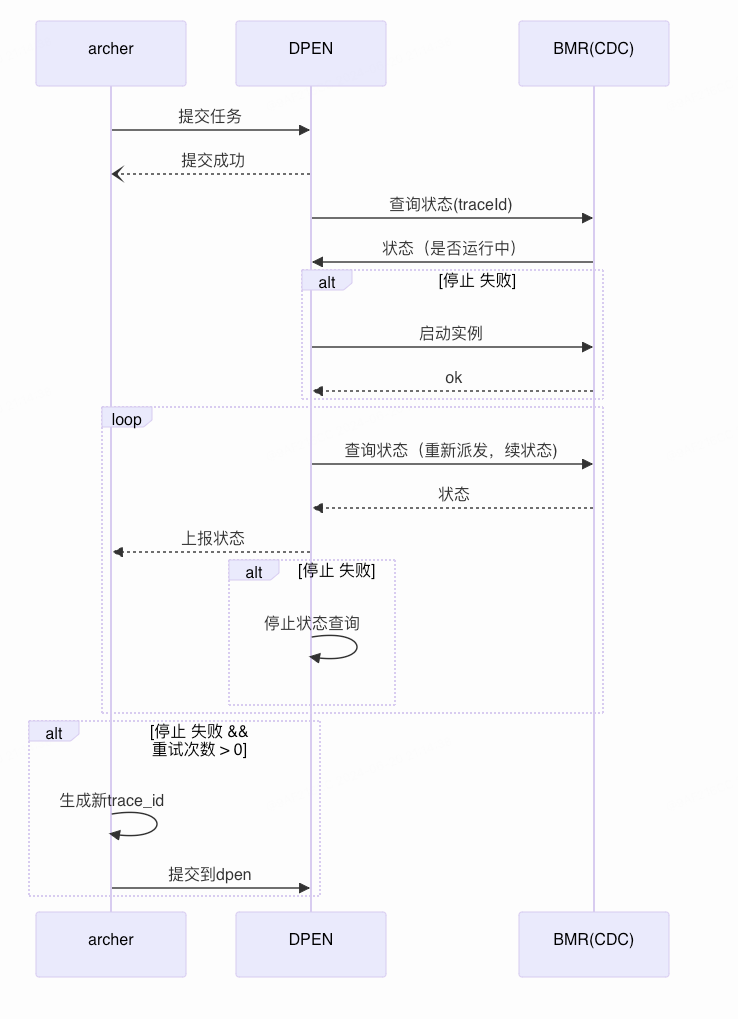 archer
DPEN
BMR(CDC)
提交任务
提交成功
查询状态(traceId)
状态（是否运行中）
alt
[停止 失败]
启动实例
ok
loop
查询状态（重新派发，续状态)
状态
上报状态
alt
[停止 失败]
停止状态查询
alt
[停止 失败 &&
重试次数 > 0]
生成新trace_id
提交到dpen
archer
DPEN
BMR(CDC)